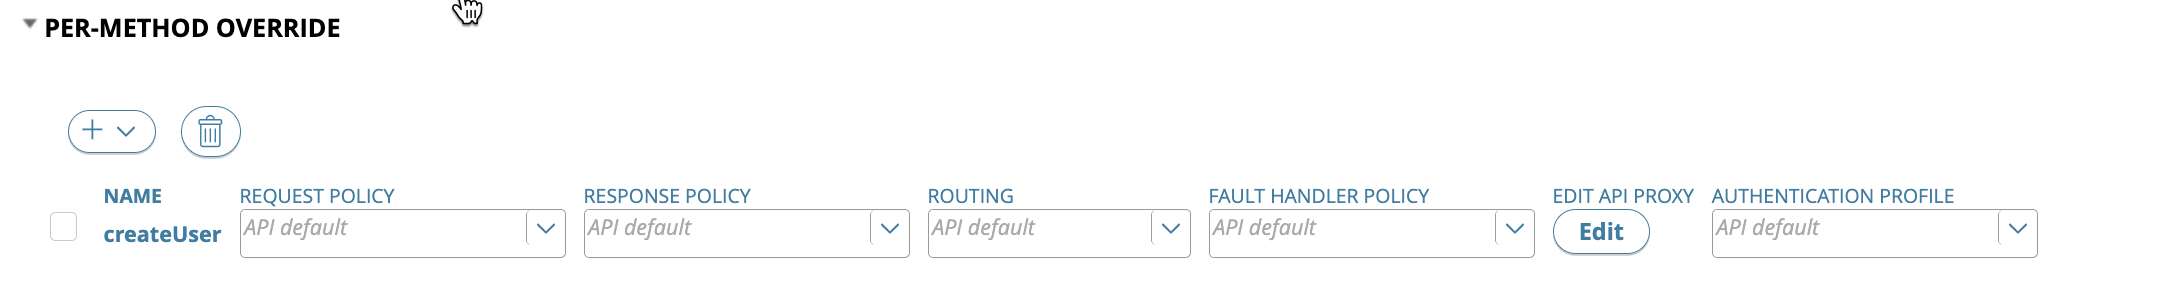 PER-METHOD OVERRIDE
NAME REQUEST POLICY RESPONSE POLICY ROUTING FAULT HANDLER POLICY EDIT API PROXY AUTHENTICATION PROFILE
createUser API default API default API default API default Edit API default